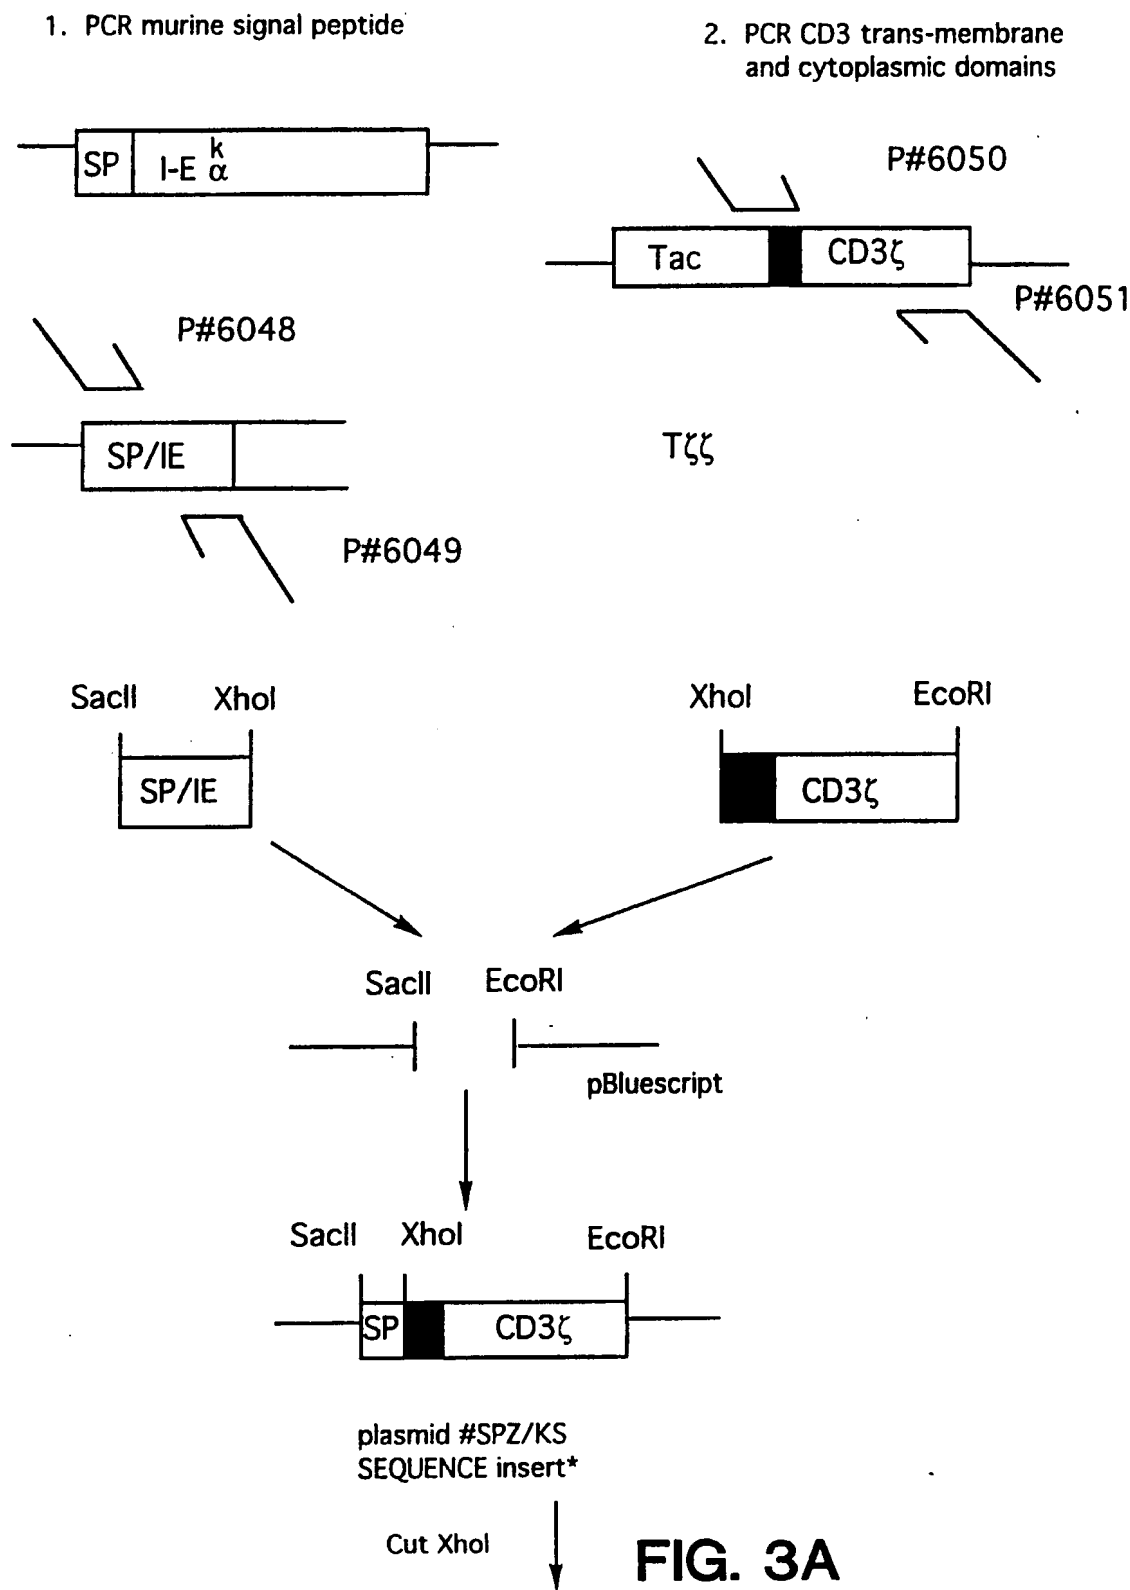 1. PCR murine signal peptide
2. PCR CD3 trans-membrane
and cytoplasmic domains
SP
I-E k α
P#6050
Tac
CD3ζ
P#6051
P#6048
SP/IE
Tζζ
P#6049
SacII
XhoI
XhoI
EcoRI
SP/IE
CD3ζ
SacII
EcoRI
pBluescript
SacII
XhoI
EcoRI
SP
CD3ζ
plasmid #SPZ/KS
SEQUENCE insert*
Cut XhoI
FIG. 3A